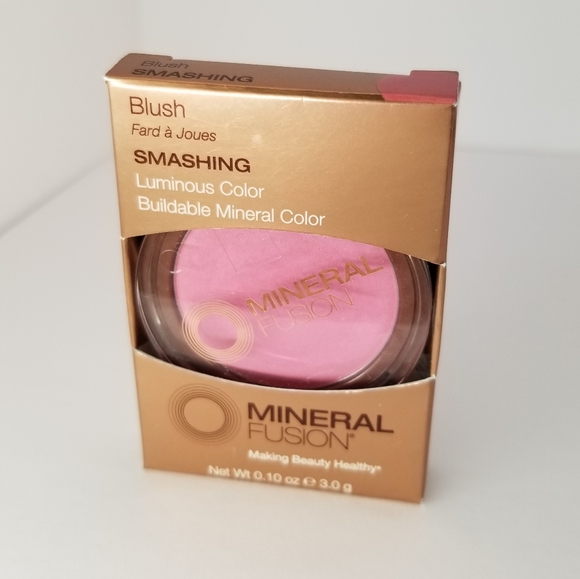 Blush
SMASHING
Blush
Fard à Joues
SMASHING
Luminous Color
Buildable Mineral Color
MINERAL
FUSION
MINERAL
FUSION®
Making Beauty Healthy®
Net Wt 0.10 oz ℮ 3.0 g